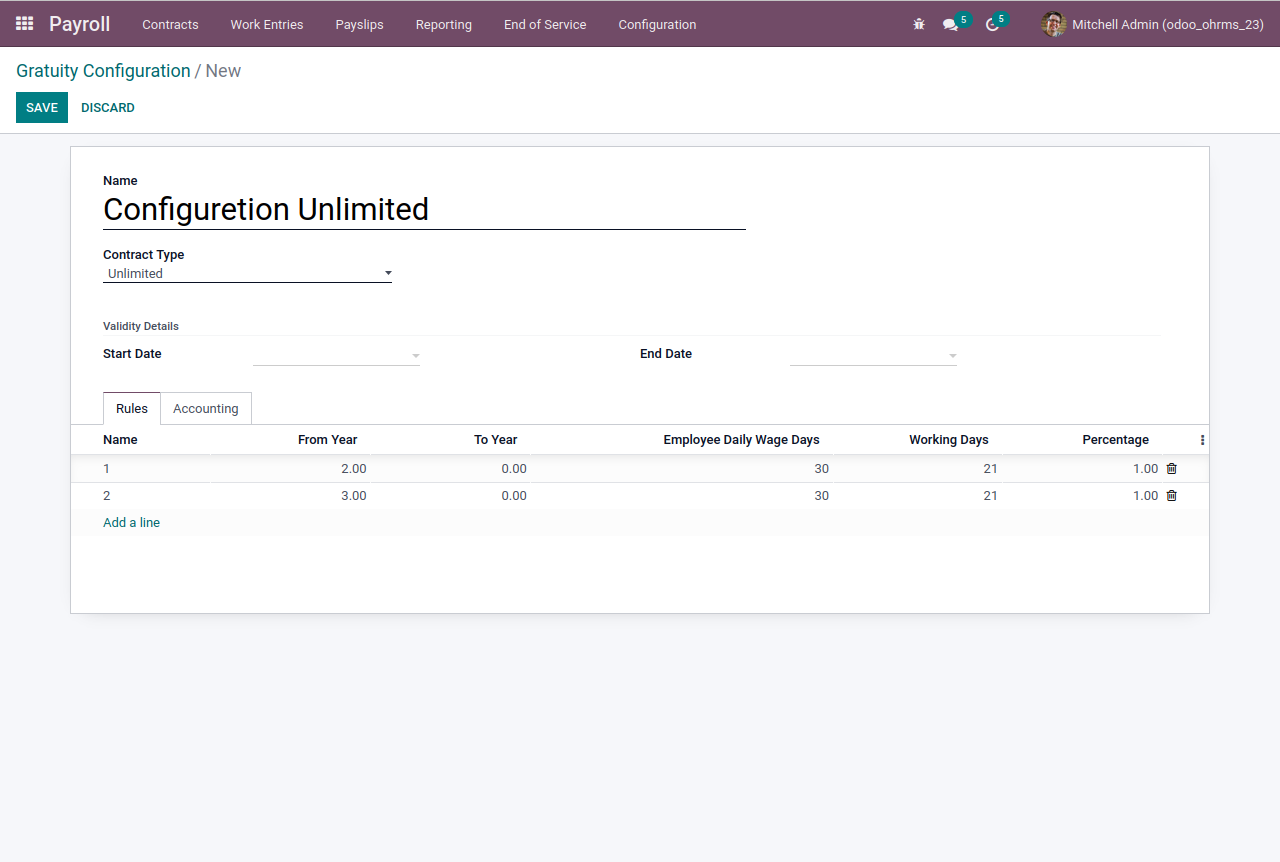 Payroll Contracts Work Entries Payslips Reporting End of Service Configuration 5 5 Mitchell Admin (odoo_ohrms_23)
Gratuity Configuration / New
SAVE DISCARD
Name
Configuretion Unlimited
Contract Type
Unlimited
Validity Details
Start Date End Date
Rules Accounting
Name From Year To Year Employee Daily Wage Days Working Days Percentage
1 2.00 0.00 30 21 1.00
2 3.00 0.00 30 21 1.00
Add a line